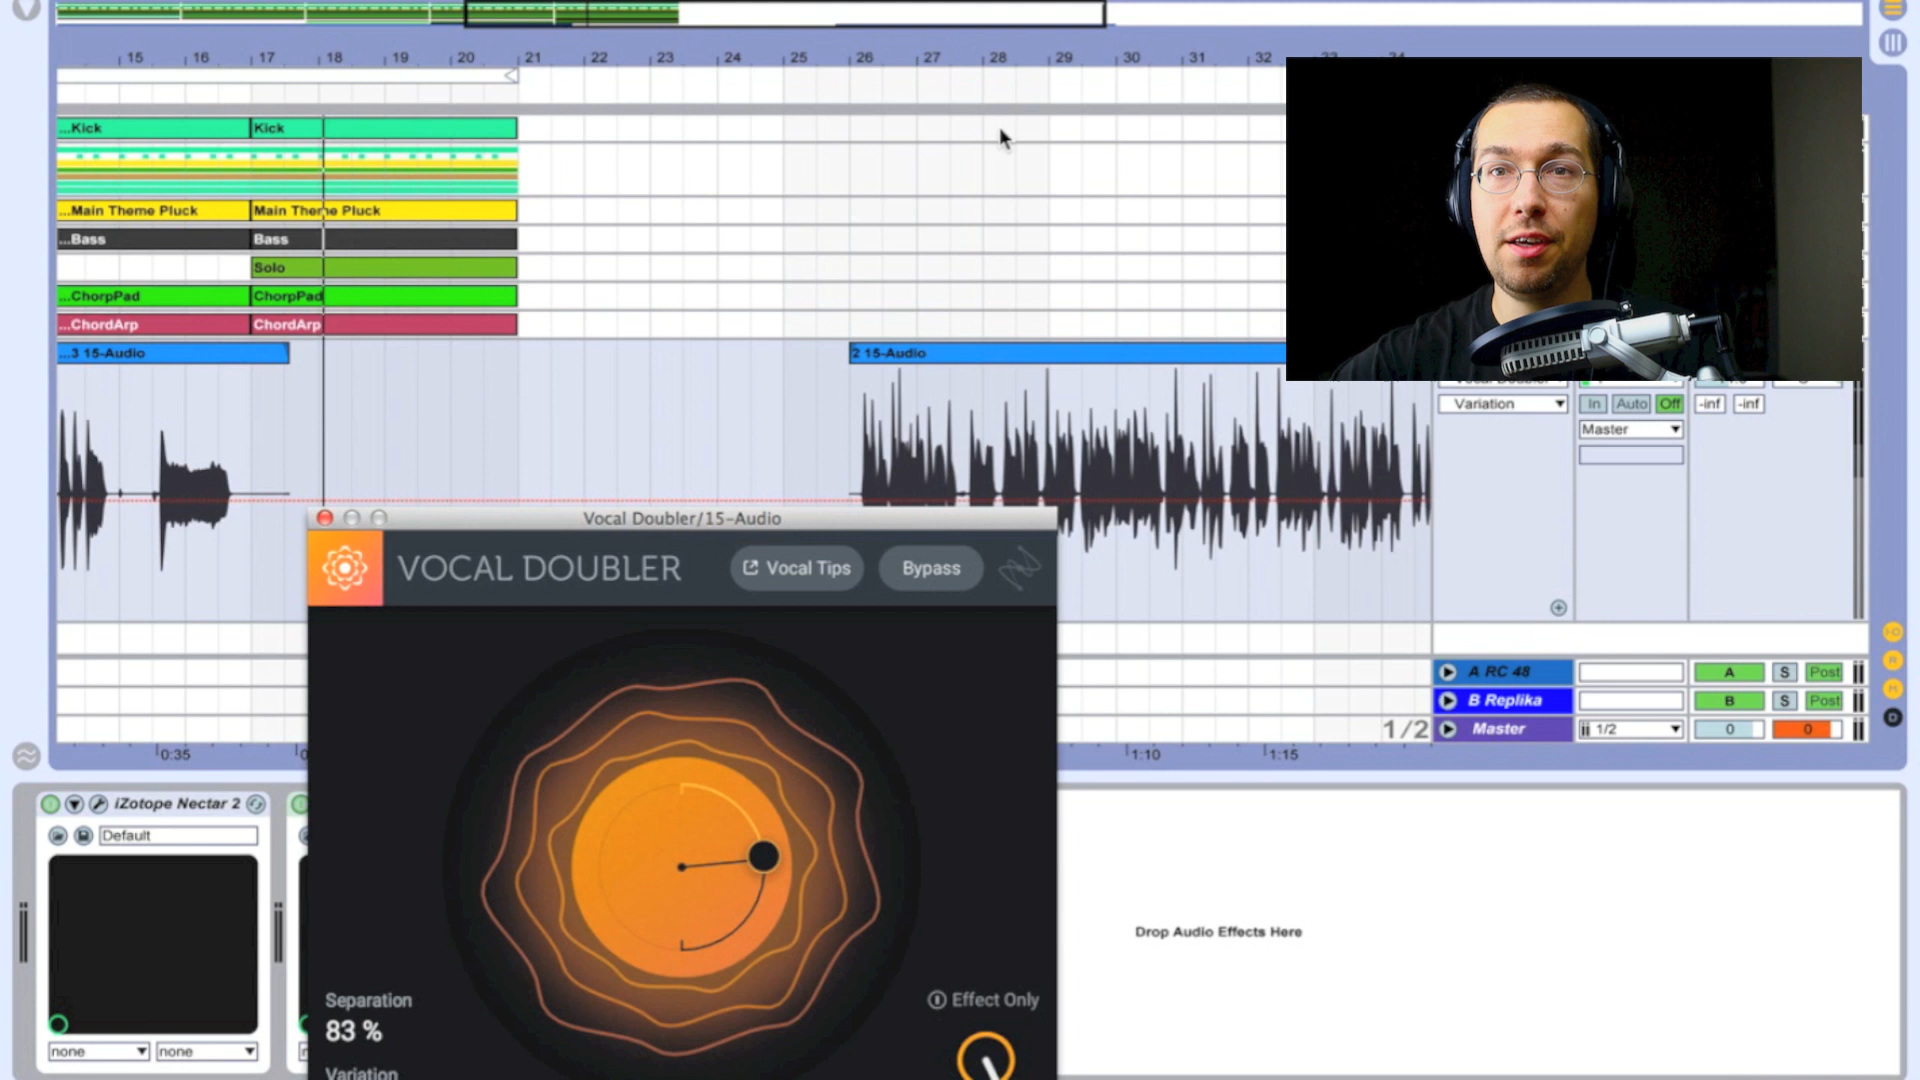 15 16 17 18 19 20 21 22 23 24 25 26 27 28 29 30 31 32 33 34
...Kick Kick
...Main Theme Pluck Main Theme Pluck
...Bass Bass
Solo
...ChorpPad ChorpPad
...ChordArp ChordArp
...3 15-Audio 2 15-Audio
Variation In Auto Off -inf -inf
Master
Vocal Doubler/15-Audio
VOCAL DOUBLER Vocal Tips Bypass
A RC 48 A S Post
B Replika B S Post
1/2 Master 1/2 0 0
0:35 1:10 1:15
iZotope Nectar 2
Default
Drop Audio Effects Here
Separation Effect Only
83 %
none none
Variation